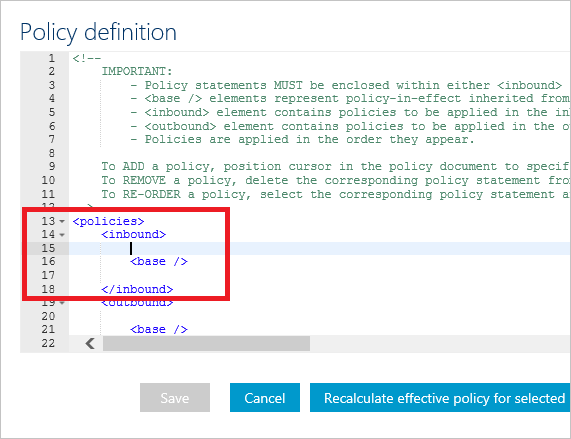 Policy definition
1 <!--
2 IMPORTANT:
3 - Policy statements MUST be enclosed within either <inbound>
4 - <base /> elements represent policy-in-effect inherited from
5 - <inbound> element contains policies to be applied in the in
6 - <outbound> element contains policies to be applied in the o
7 - Policies are applied in the order they appear.
8
9 To ADD a policy, position cursor in the policy document to specif
10 To REMOVE a policy, delete the corresponding policy statement fro
11 To RE-ORDER a policy, select the corresponding policy statement a
13 <policies>
14 <inbound>
15
16 <base />
17
18 </inbound>
19 <outbound>
20
21 <base />
22
Save Cancel Recalculate effective policy for selected